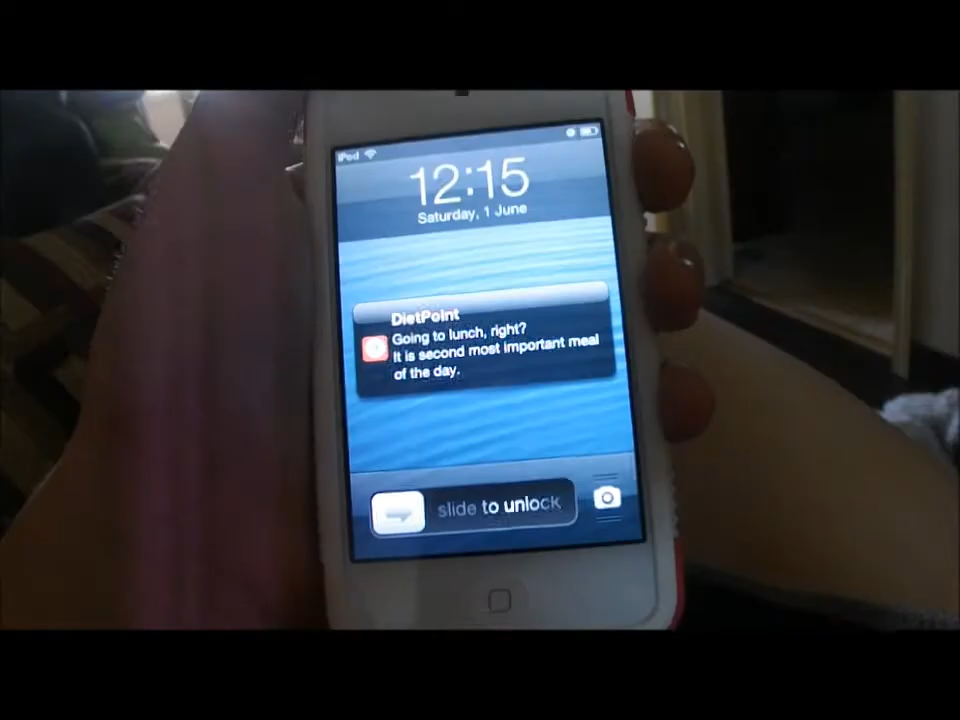 iPod
12:15
Saturday, 1 June
DietPoint
Going to lunch, right?
It is second most important meal
of the day.
slide to unlock